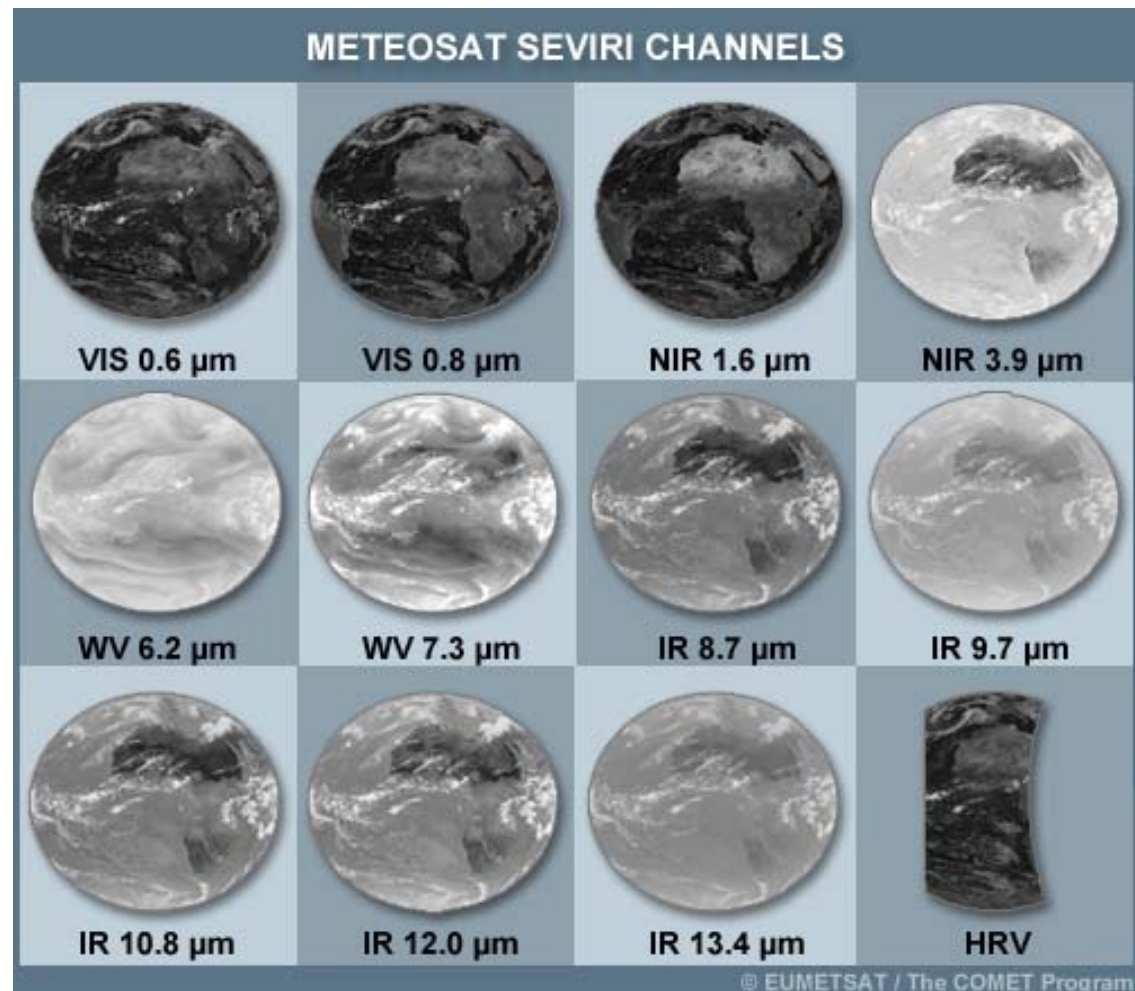 METEOSAT SEVIRI CHANNELS
VIS 0.6 µm
VIS 0.8 µm
NIR 1.6 µm
NIR 3.9 µm
WV 6.2 µm
WV 7.3 µm
IR 8.7 µm
IR 9.7 µm
IR 10.8 µm
IR 12.0 µm
IR 13.4 µm
HRV
© EUMETSAT / The COMET Program